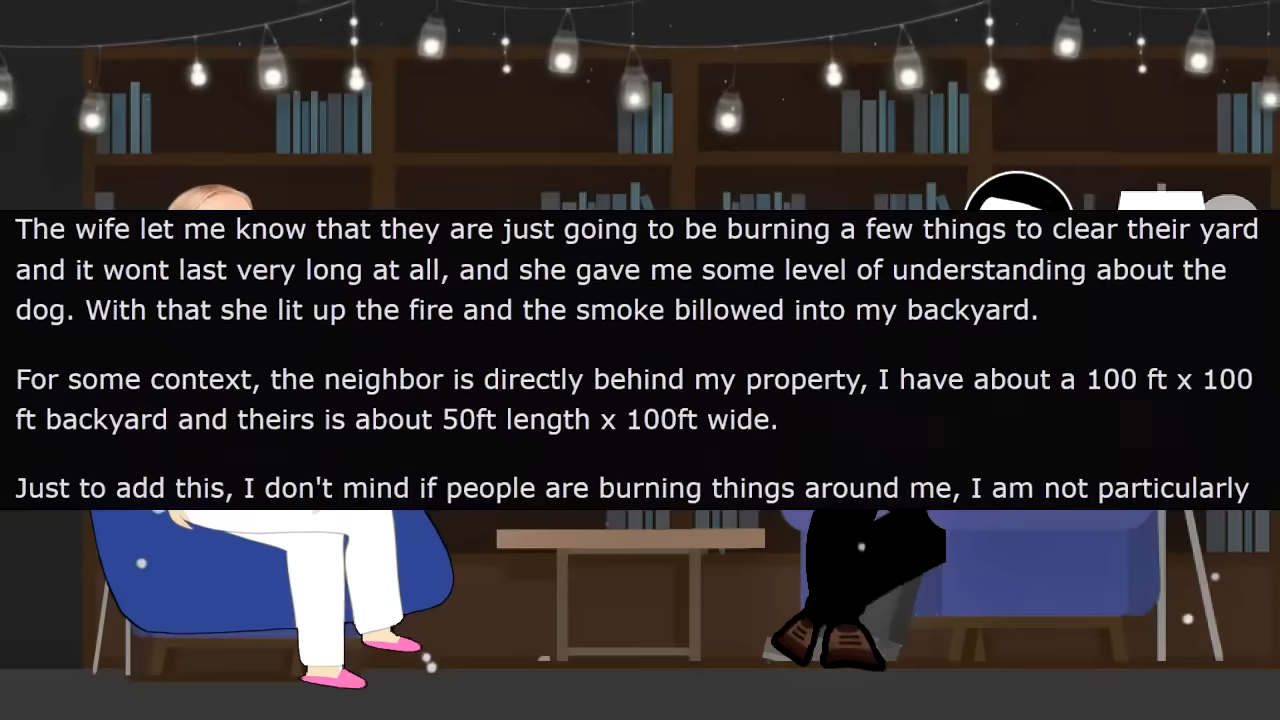 The wife let me know that they are just going to be burning a few things to clear their yard
and it wont last very long at all, and she gave me some level of understanding about the
dog. With that she lit up the fire and the smoke billowed into my backyard.
For some context, the neighbor is directly behind my property, I have about a 100 ft x 100
ft backyard and theirs is about 50ft length x 100ft wide.
Just to add this, I don't mind if people are burning things around me, I am not particularly